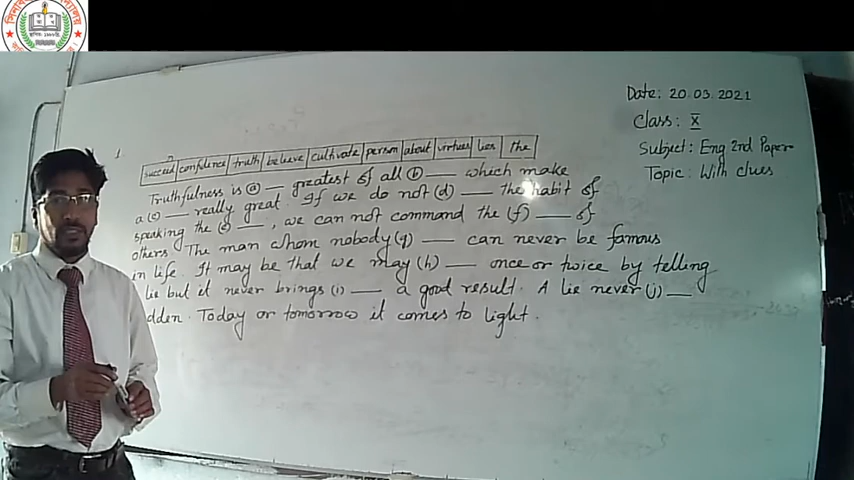 Date: 20.03.2021
Class: X
Subject: Eng 2nd Paper
Topic: With clues
1
succeed confidence truth believe cultivate person about virtues lies the
Truthfulness is (a) — greatest of all (b) — which make
a (c) — really great. If we do not (d) — the habit of
speaking the (e) —, we can not command the (f) — of
others. The man whom nobody (g) — can never be famous
in life. It may be that we may (h) — once or twice by telling
lie but it never brings (i) — a good result. A lie never (j) —
dden. Today or tomorrow it comes to light.